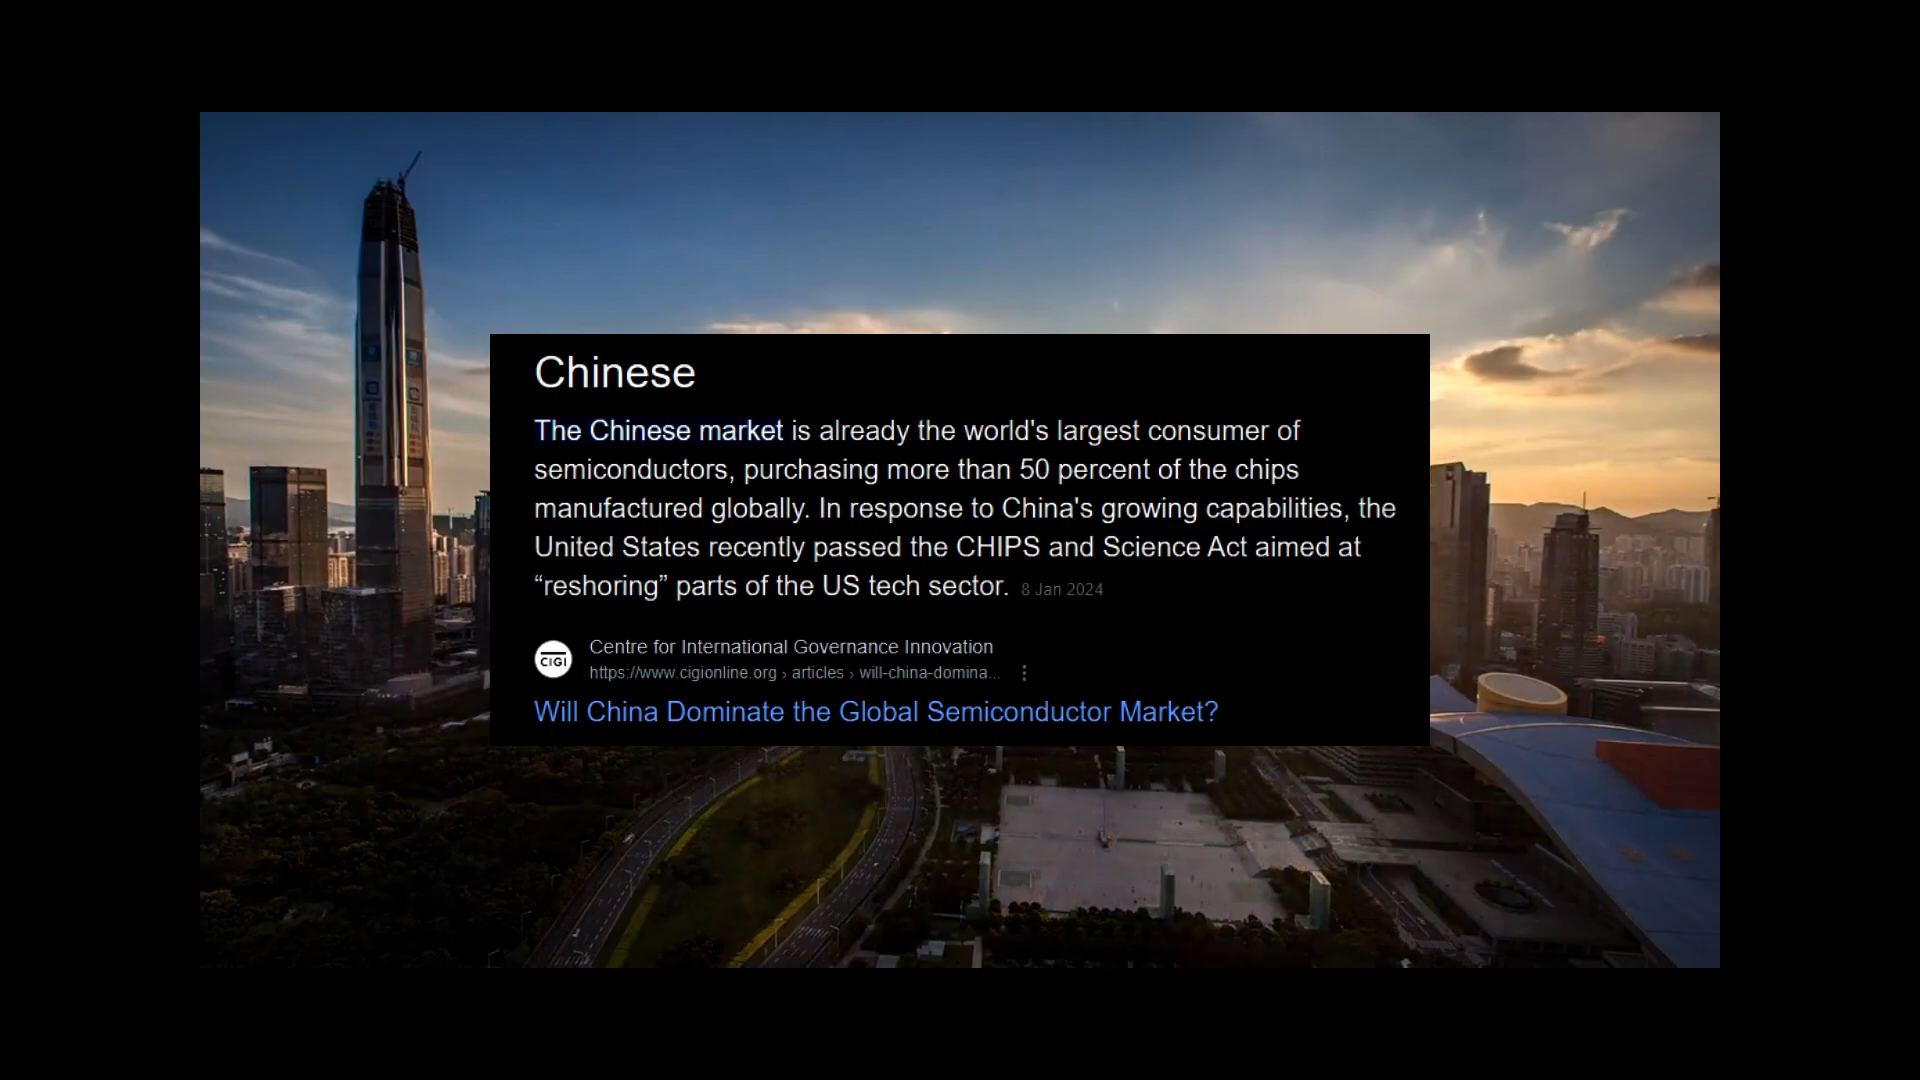 Chinese
The Chinese market is already the world's largest consumer of
semiconductors, purchasing more than 50 percent of the chips
manufactured globally. In response to China's growing capabilities, the
United States recently passed the CHIPS and Science Act aimed at
“reshoring” parts of the US tech sector. 8 Jan 2024
CIGI
Centre for International Governance Innovation
https://www.cigionline.org › articles › will-china-domina...
Will China Dominate the Global Semiconductor Market?